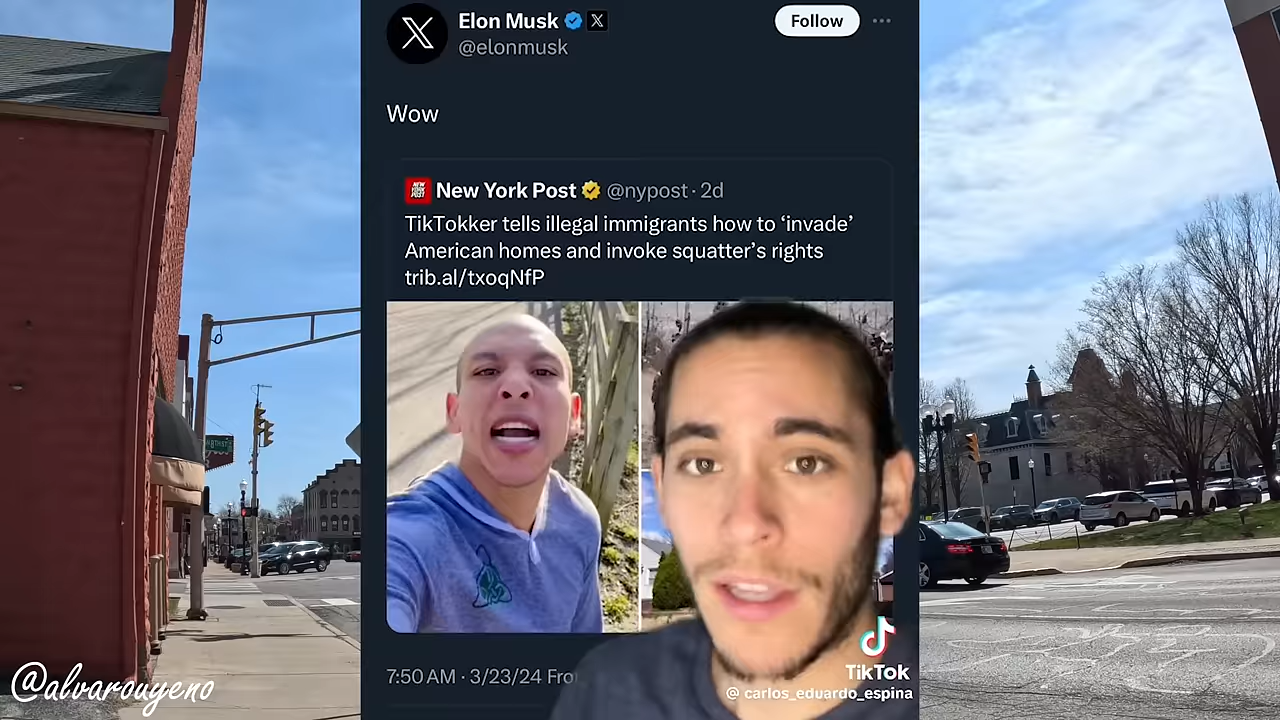 Elon Musk
@elonmusk
Follow
Wow
New York Post @nypost · 2d
TikTokker tells illegal immigrants how to ‘invade’
American homes and invoke squatter’s rights
trib.al/txoqNfP
7:50 AM · 3/23/24 Fro
TikTok
@ carlos_eduardo_espina
@alvarouyeno